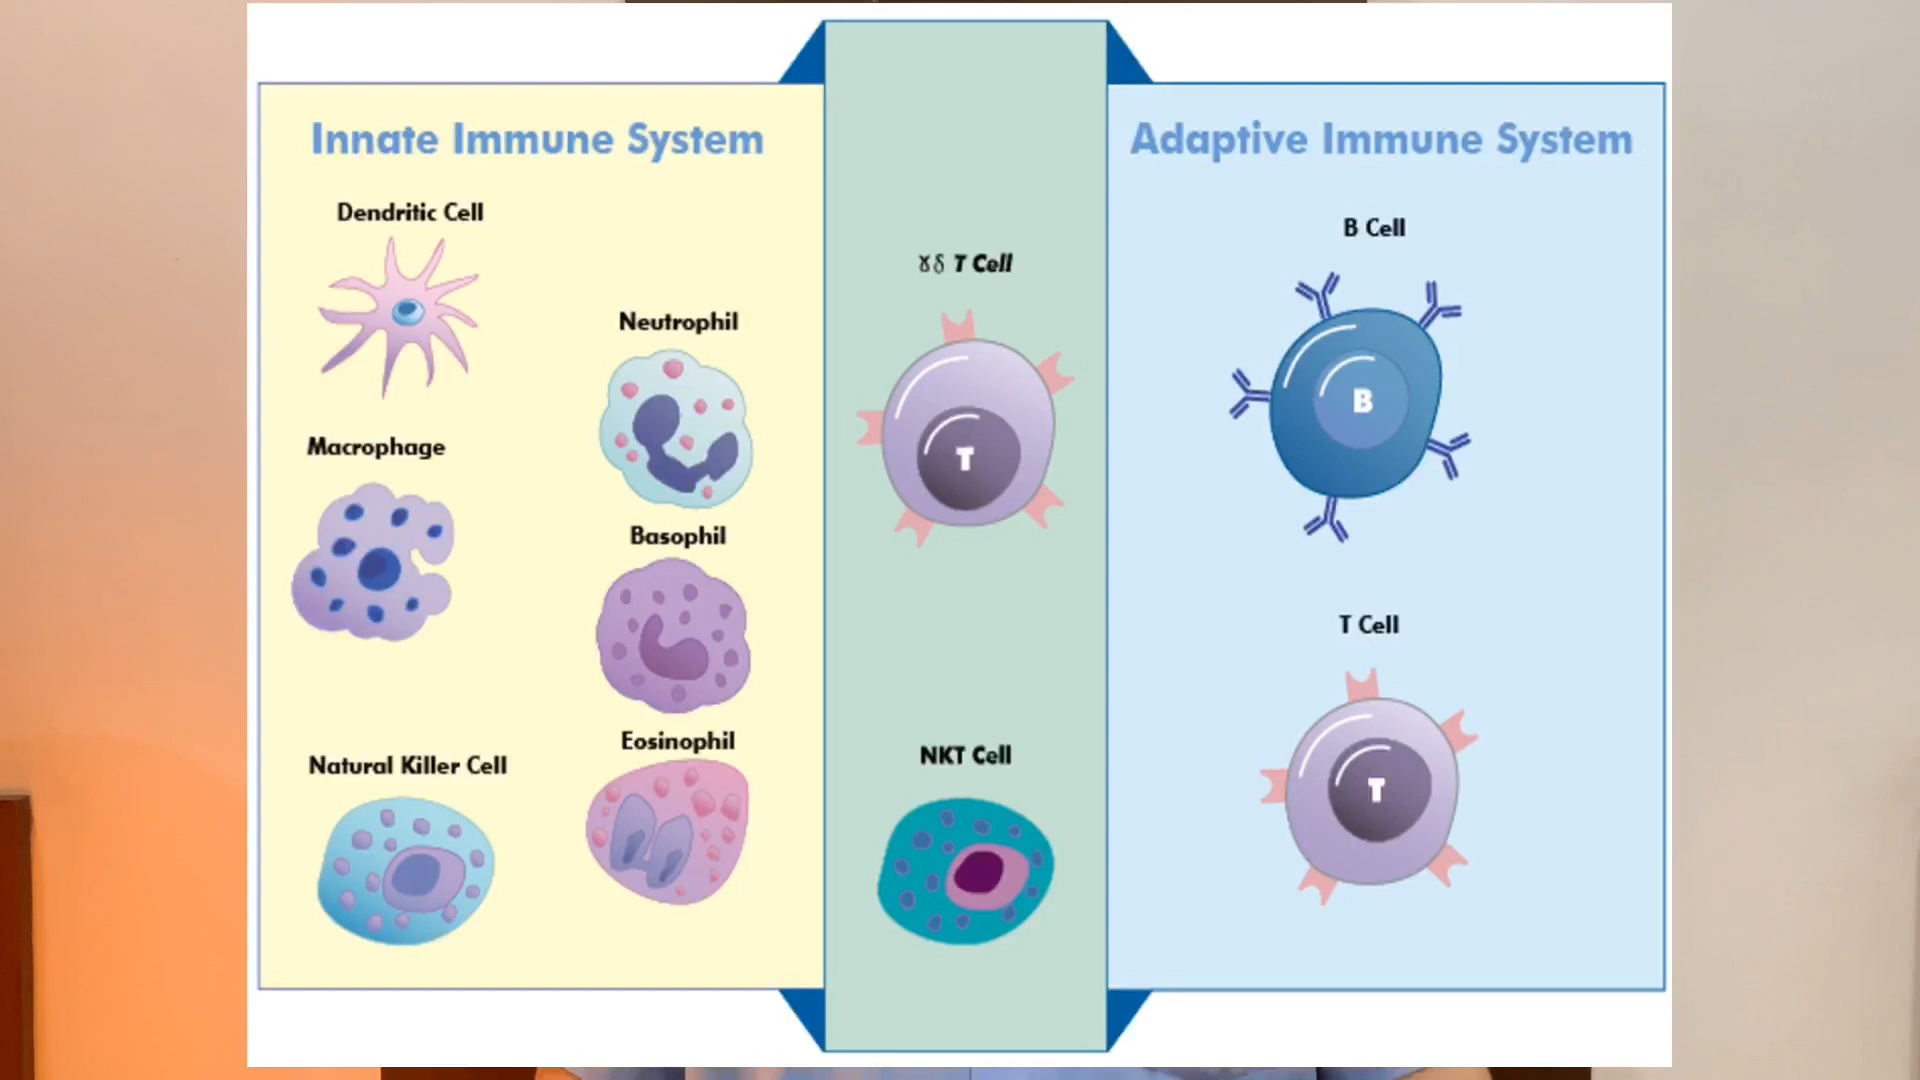 Innate Immune System
Dendritic Cell
Neutrophil
Macrophage
Basophil
Eosinophil
Natural Killer Cell
γδ T Cell
T
NKT Cell
Adaptive Immune System
B Cell
B
T Cell
T